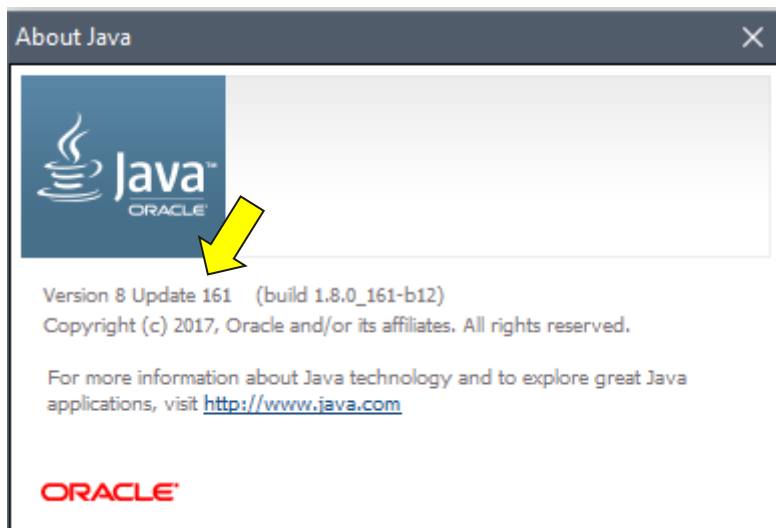 About Java
Java™
ORACLE
Version 8 Update 161 (build 1.8.0_161-b12)
Copyright (c) 2017, Oracle and/or its affiliates. All rights reserved.
For more information about Java technology and to explore great Java
applications, visit http://www.java.com
ORACLE